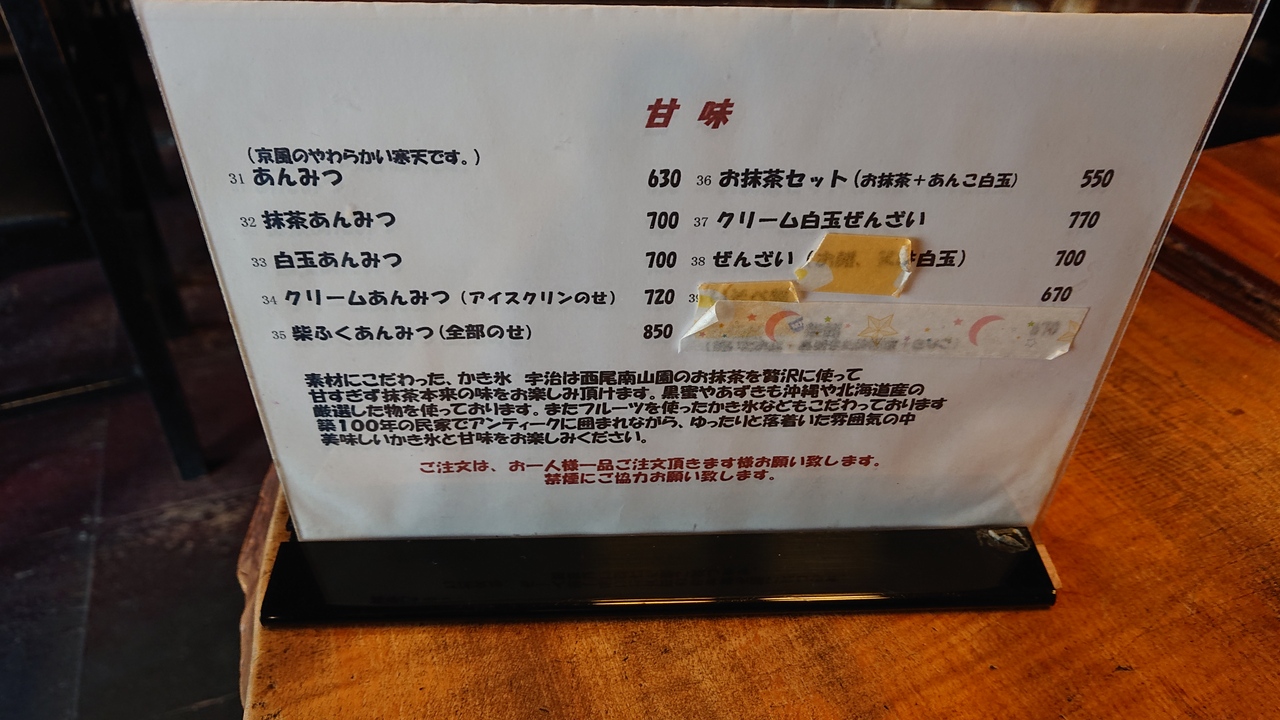 甘味
(京風のやわらかい寒天です。)
31 あんみつ 630
32 抹茶あんみつ 700
33 白玉あんみつ 700
34 クリームあんみつ (アイスクリンのせ) 720
35 柴ふくあんみつ(全部のせ) 850
36 お抹茶セット(お抹茶+あんこ白玉) 550
37 クリーム白玉ぜんざい 770
38 ぜんざい 白玉) 700
39 670
素材にこだわった、かき氷 宇治は西尾南山園のお抹茶を贅沢に使って
甘すぎず抹茶本来の味をお楽しみ頂けます。黒蜜やあずきも沖縄や北海道産の
厳選した物を使っております。またフルーツを使ったかき氷などもこだわっております
築100年の民家でアンティークに囲まれながら、ゆったりと落着いた雰囲気の中
美味しいかき氷と甘味をお楽しみください。
ご注文は、お一人様一品ご注文頂きます様お願い致します。
禁煙にご協力お願い致します。